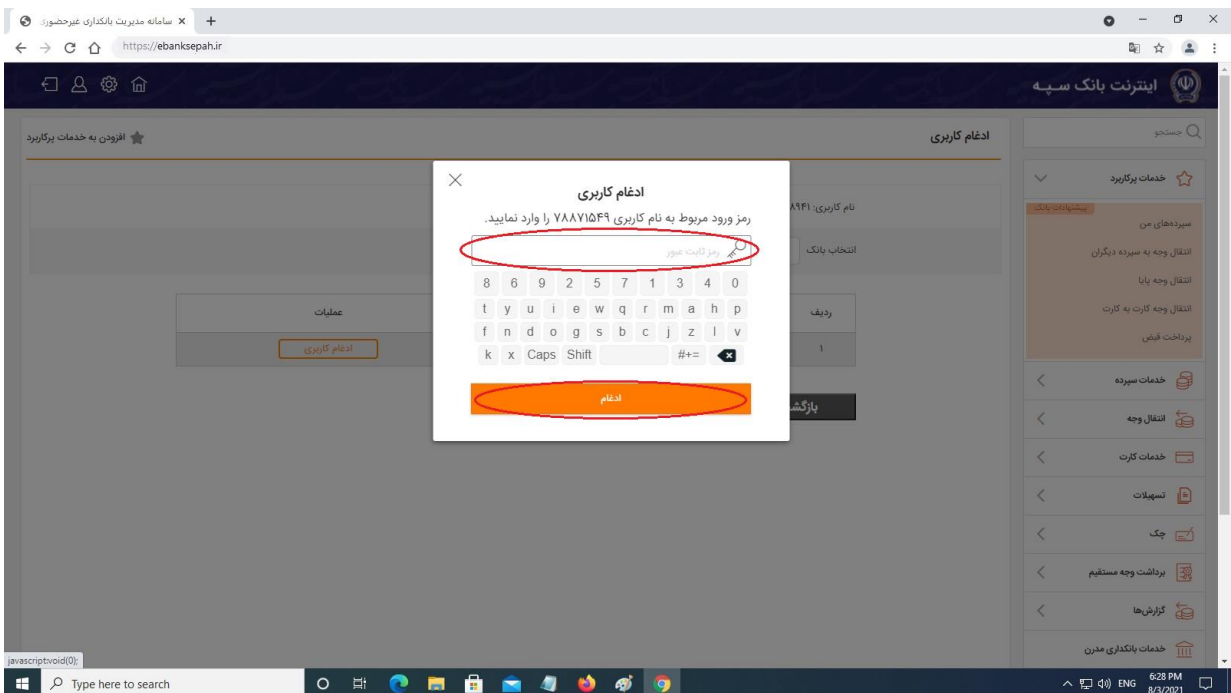 سامانه مدیریت بانکداری غیرحضوری
https://ebanksepah.ir
اینترنت بانک سپه
جستجو
ادغام کاربری
افزودن به خدمات پرکاربرد
خدمات پرکاربرد
پیشنهادات بانک
سپرده‌های من
انتقال وجه به سپرده دیگران
انتقال وجه پایا
انتقال وجه کارت به کارت
پرداخت قبض
خدمات سپرده
انتقال وجه
خدمات کارت
تسهیلات
چک
برداشت وجه مستقیم
گزارش‌ها
خدمات بانکداری مدرن
نام کاربری: ۸۹۴۱
انتخاب بانک
ردیف
عملیات
۱
ادغام کاربری
ادغام کاربری
رمز ورود مربوط به نام کاربری ۷۸۸۷۱۵۴۹ را وارد نمایید.
رمز ثابت عبور
8 6 9 2 5 7 1 3 4 0
t y u i e w q r m a h p
f n d o g s b c j z l v
k x Caps Shift #+=
ادغام
javascript:void(0);
Type here to search
ENG
6:28 PM
8/3/2021